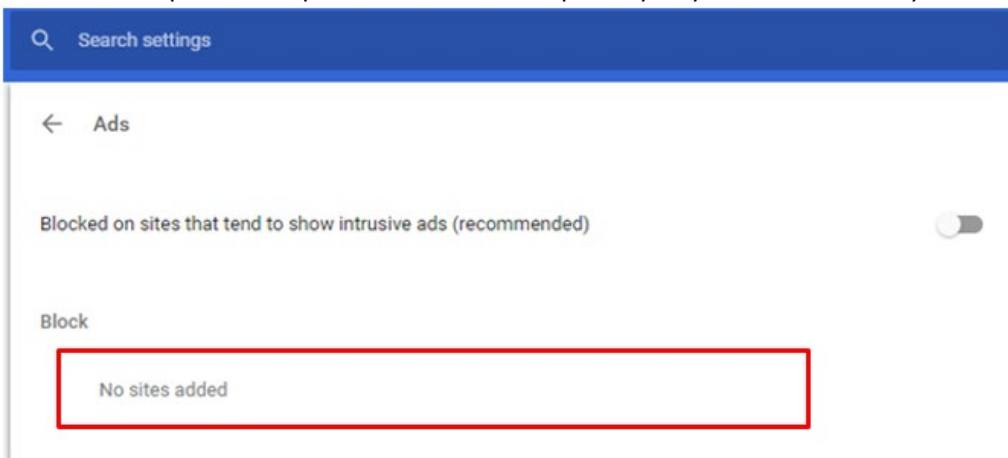 Search settings
Ads
Blocked on sites that tend to show intrusive ads (recommended)
Block
No sites added